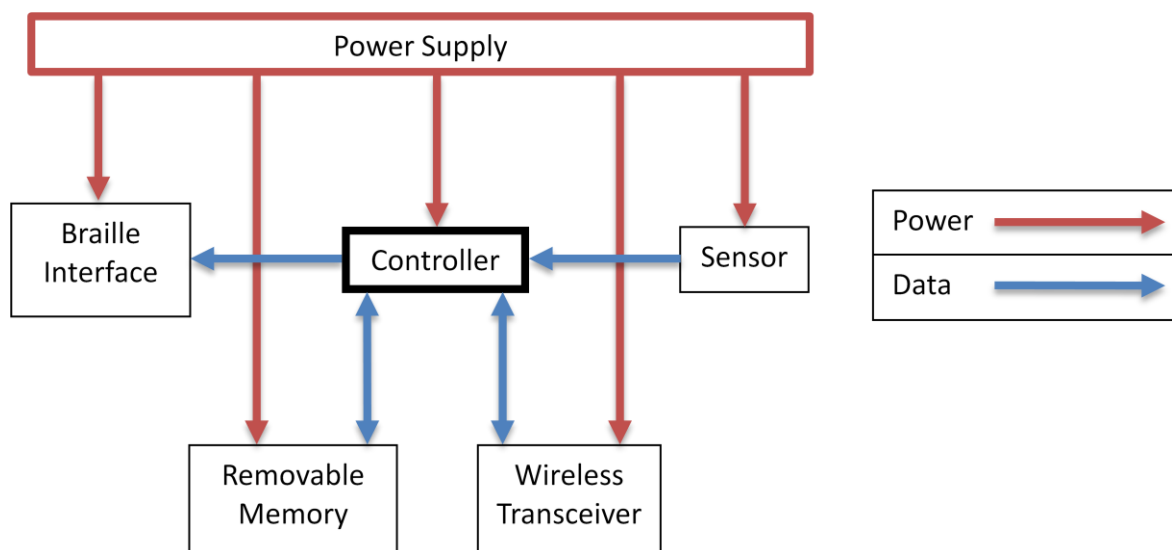 Power Supply
Braille
Interface
Controller
Sensor
Power
Data
Removable
Memory
Wireless
Transceiver